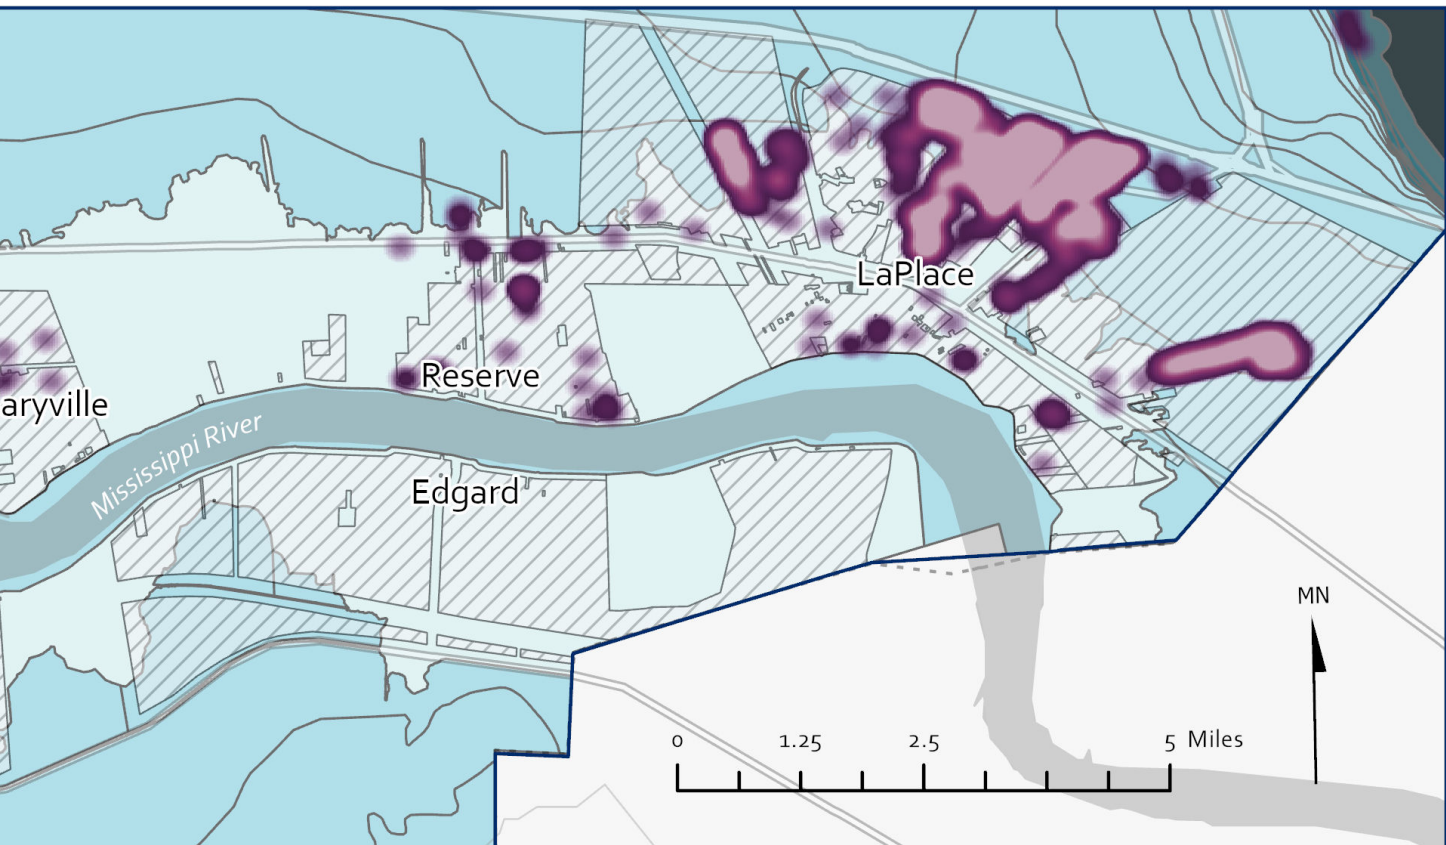 LaPlace
Reserve
aryville
Mississippi River
Edgard
MN
0 1.25 2.5 5 Miles